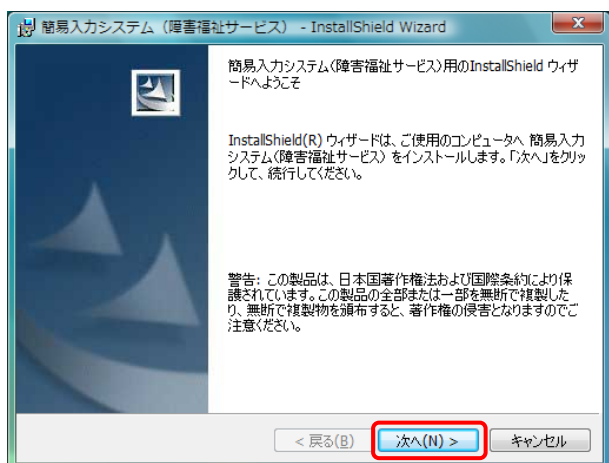 簡易入力システム（障害福祉サービス） - InstallShield Wizard
簡易入力システム(障害福祉サービス)用のInstallShield ウィザ
ードへようこそ
InstallShield(R) ウィザードは、ご使用のコンピュータへ 簡易入力
システム(障害福祉サービス) をインストールします。「次へ」をクリッ
クして、続行してください。
警告: この製品は、日本国著作権法および国際条約により保
護されています。この製品の全部または一部を無断で複製した
り、無断で複製物を頒布すると、著作権の侵害となりますのでご
注意ください。
< 戻る(B)
次へ(N) >
キャンセル